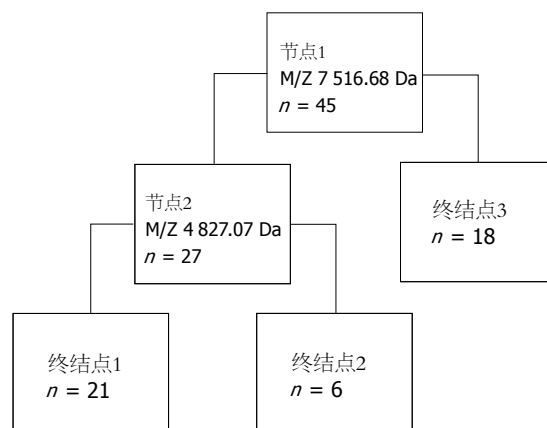 节点1
M/Z 7 516.68 Da
n = 45
节点2
M/Z 4 827.07 Da
n = 27
终结点3
n = 18
终结点1
n = 21
终结点2
n = 6